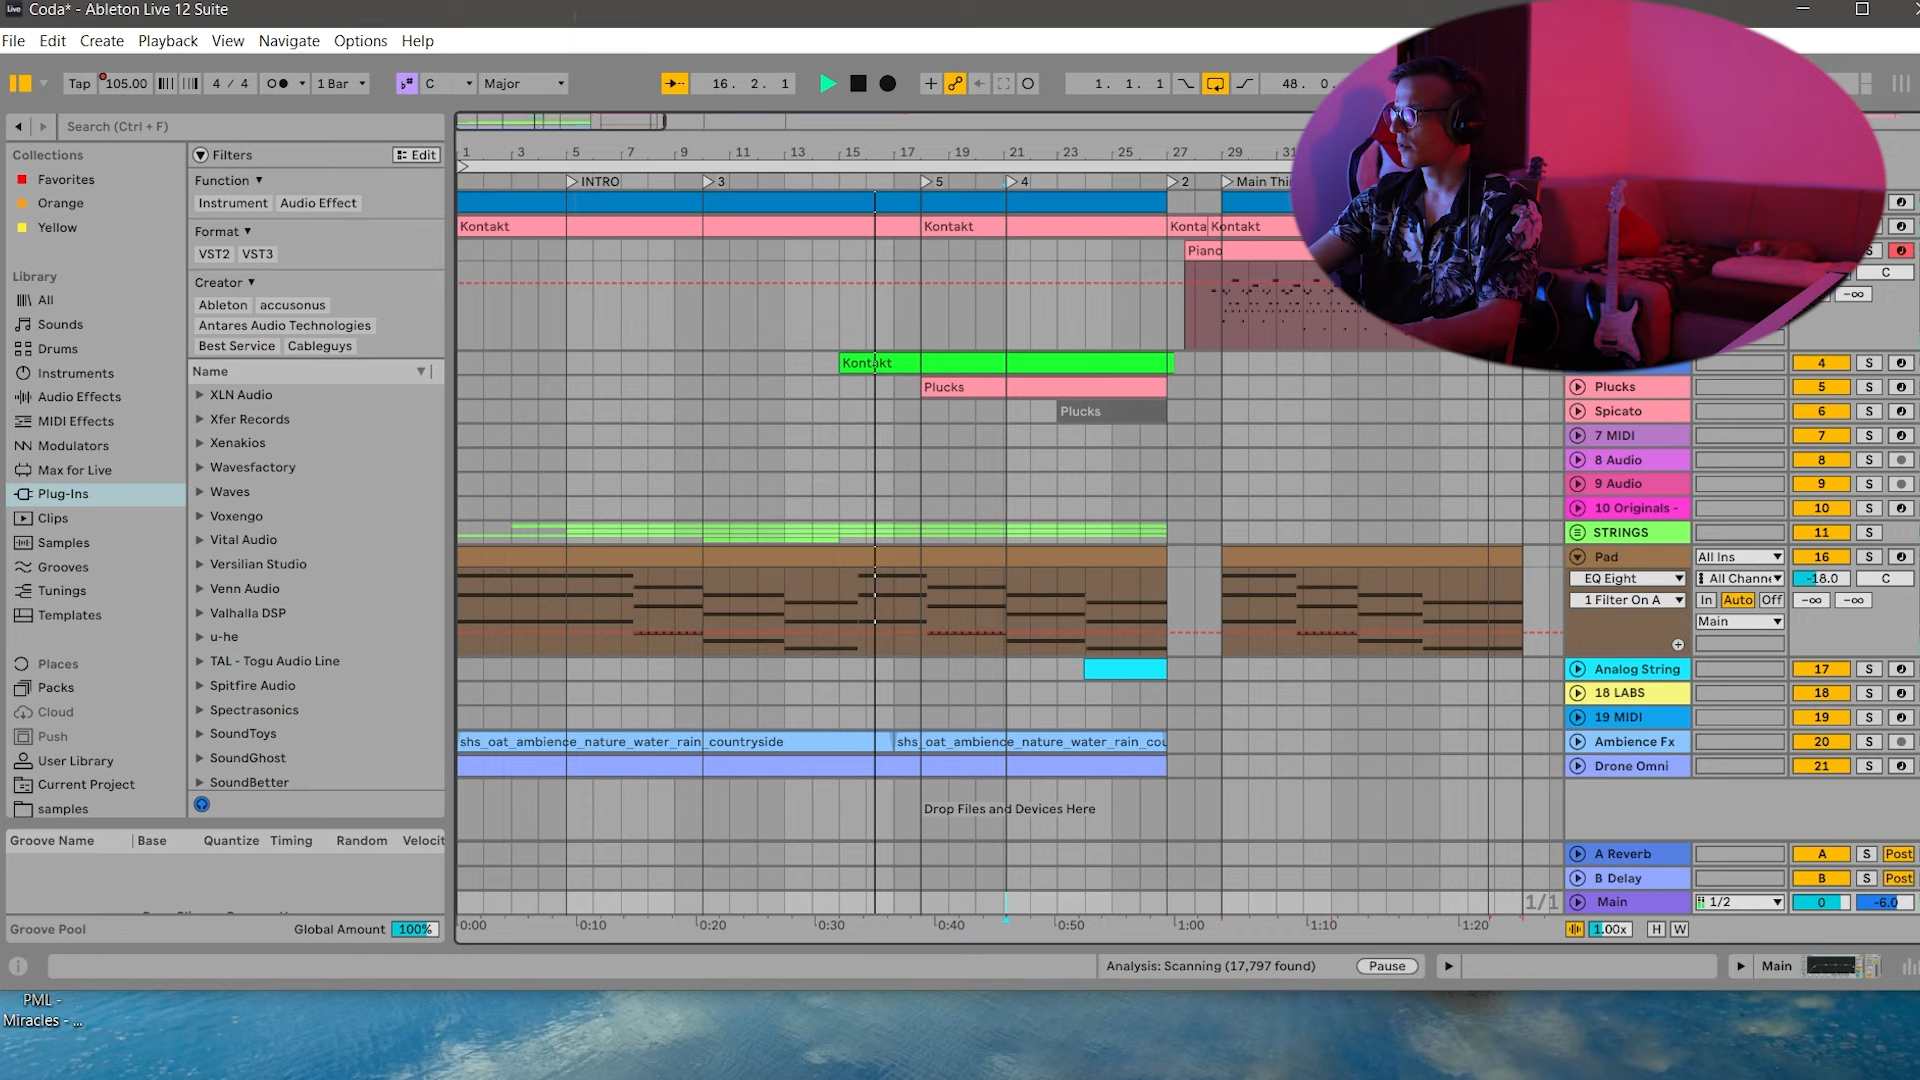 Live Coda* - Ableton Live 12 Suite
File Edit Create Playback View Navigate Options Help
Tap 105.00 4 / 4 1 Bar C Major 16. 2. 1 1. 1. 1 48. 0.
Search (Ctrl + F)
Collections
Favorites
Orange
Yellow
Library
All
Sounds
Drums
Instruments
Audio Effects
MIDI Effects
Modulators
Max for Live
Plug-Ins
Clips
Samples
Grooves
Tunings
Templates
Places
Packs
Cloud
Push
User Library
Current Project
samples
Filters Edit
Function
Instrument Audio Effect
Format
VST2 VST3
Creator
Ableton accusonus
Antares Audio Technologies
Best Service Cableguys
Name
XLN Audio
Xfer Records
Xenakios
Wavesfactory
Waves
Voxengo
Vital Audio
Versilian Studio
Venn Audio
Valhalla DSP
u-he
TAL - Togu Audio Line
Spitfire Audio
Spectrasonics
SoundToys
SoundGhost
SoundBetter
Groove Name Base Quantize Timing Random Velocit
Groove Pool Global Amount 100%
1 3 5 7 9 11 13 15 17 19 21 23 25 27 29 31
INTRO 3 5 4 2 Main Thi
Kontakt Kontakt Konta Kontakt
Piano
Kontakt
Plucks
Plucks
shs_oat_ambience_nature_water_rain_countryside shs_oat_ambience_nature_water_rain_cou
Drop Files and Devices Here
1/1
0:00 0:10 0:20 0:30 0:40 0:50 1:00 1:10 1:20
S C
-∞
4 S
Plucks 5 S
Spicato 6 S
7 MIDI 7 S
8 Audio 8 S
9 Audio 9 S
10 Originals - 10 S
STRINGS 11 S
Pad All Ins 16 S
EQ Eight All Channe -18.0 C
1 Filter On A In Auto Off -∞ -∞
Main
Analog String 17 S
18 LABS 18 S
19 MIDI 19 S
Ambience Fx 20 S
Drone Omni 21 S
A Reverb A S Post
B Delay B S Post
Main 1/2 0 -6.0
1.00x H W
Analysis: Scanning (17,797 found) Pause Main
PML -
Miracles - ...